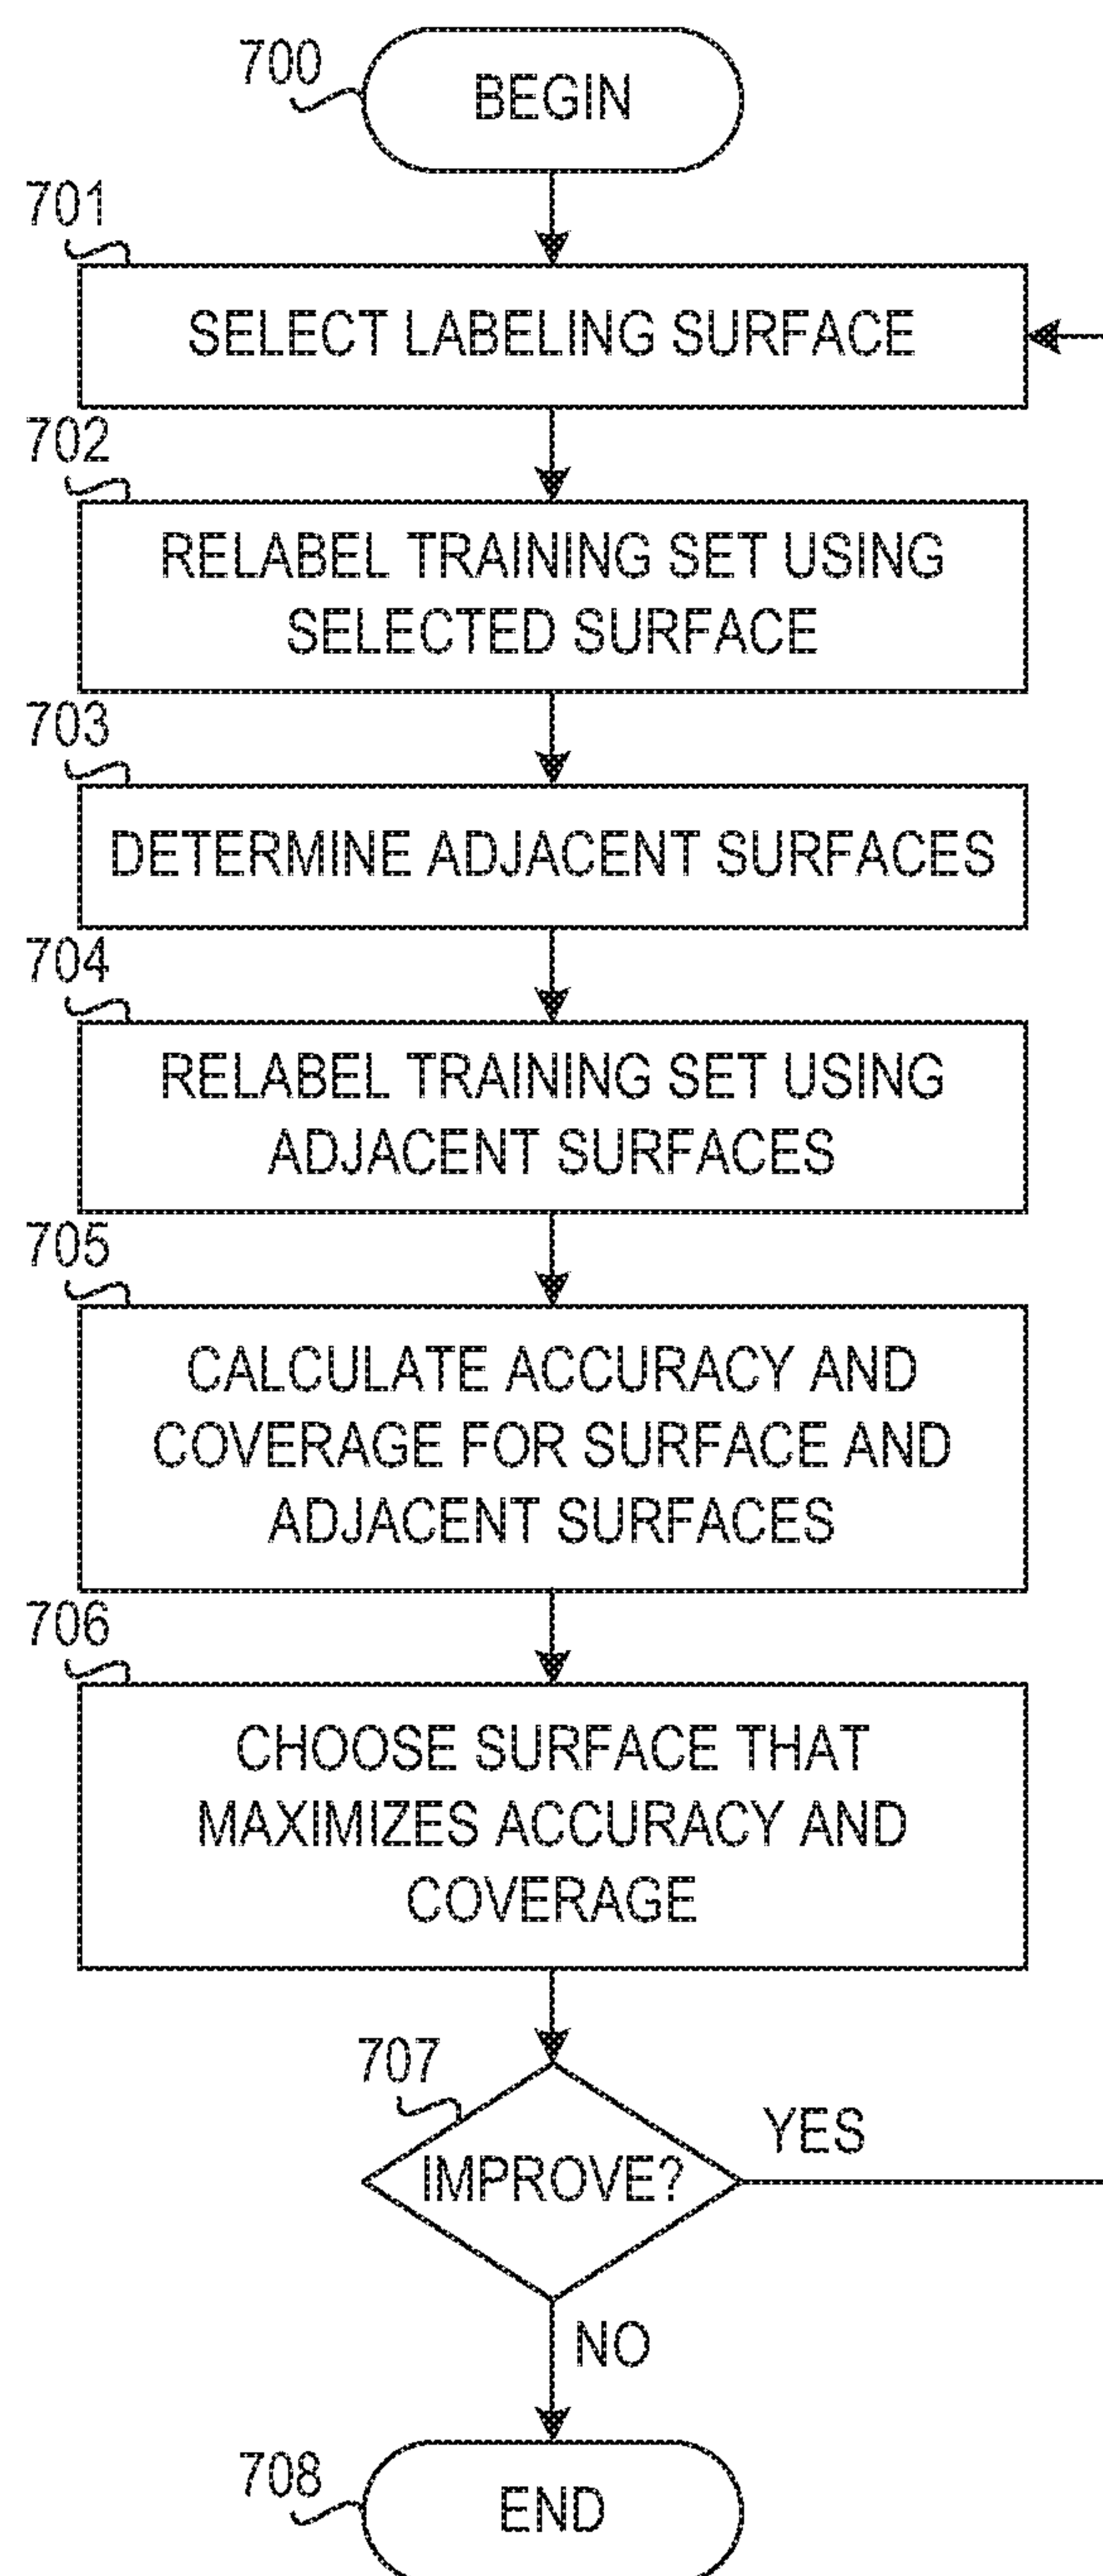 700
BEGIN
701
SELECT LABELING SURFACE
702
RELABEL TRAINING SET USING
SELECTED SURFACE
703
DETERMINE ADJACENT SURFACES
704
RELABEL TRAINING SET USING
ADJACENT SURFACES
705
CALCULATE ACCURACY AND
COVERAGE FOR SURFACE AND
ADJACENT SURFACES
706
CHOOSE SURFACE THAT
MAXIMIZES ACCURACY AND
COVERAGE
707
IMPROVE?
YES
NO
708
END